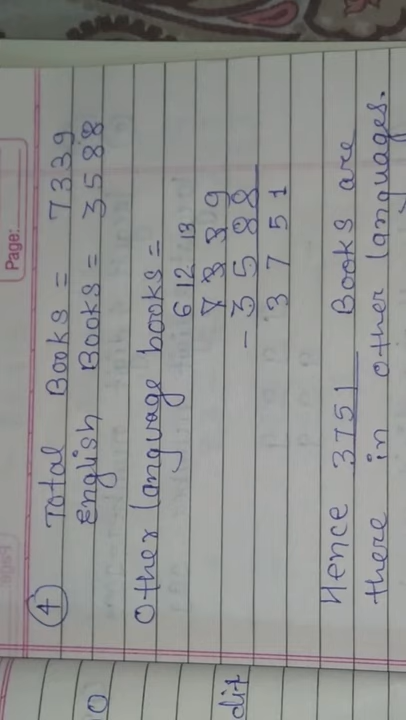 Page:
④ Total Books = 7339
English Books = 3588
Other language books =
6 12 13
7 3 3 9
- 3 5 8 8
3 7 5 1
Hence 3751 Books are
there in other languages.